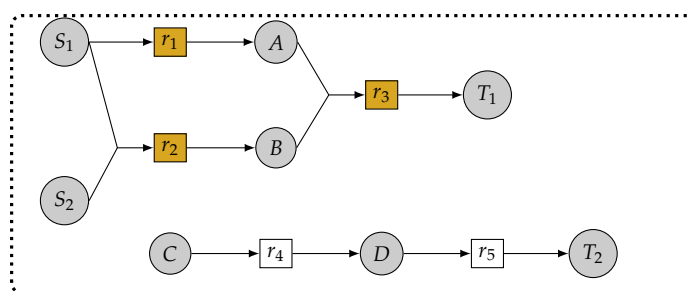 S₁ r₁ A
r₃ T₁
r₂ B
S₂
C r₄ D r₅ T₂